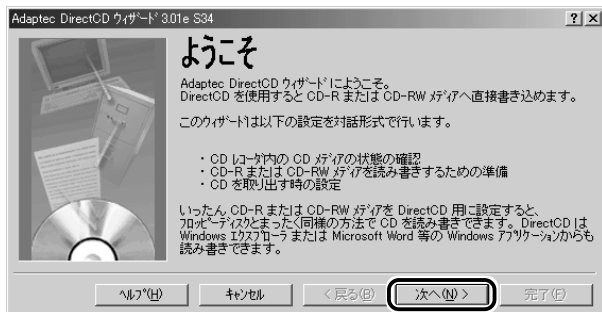 Adaptec DirectCD ウィザード 3.01e S34
ようこそ
Adaptec DirectCD ウィザードにようこそ。
DirectCD を使用すると CD-R または CD-RW メディアへ直接書き込めます。
このウィザードは以下の設定を対話形式で行います。
・CD レコーダ内の CD メディアの状態の確認
・CD-R または CD-RW メディアを読み書きするための準備
・CD を取り出す時の設定
いったん CD-R または CD-RW メディアを DirectCD 用に設定すると、
フロッピーディスクとまったく同様の方法で CD を読み書きできます。DirectCD は
Windows エクスプローラ または Microsoft Word 等の Windows アプリケーションからも
読み書きできます。
ヘルプ(H) キャンセル < 戻る(B) 次へ(N) > 完了(F)